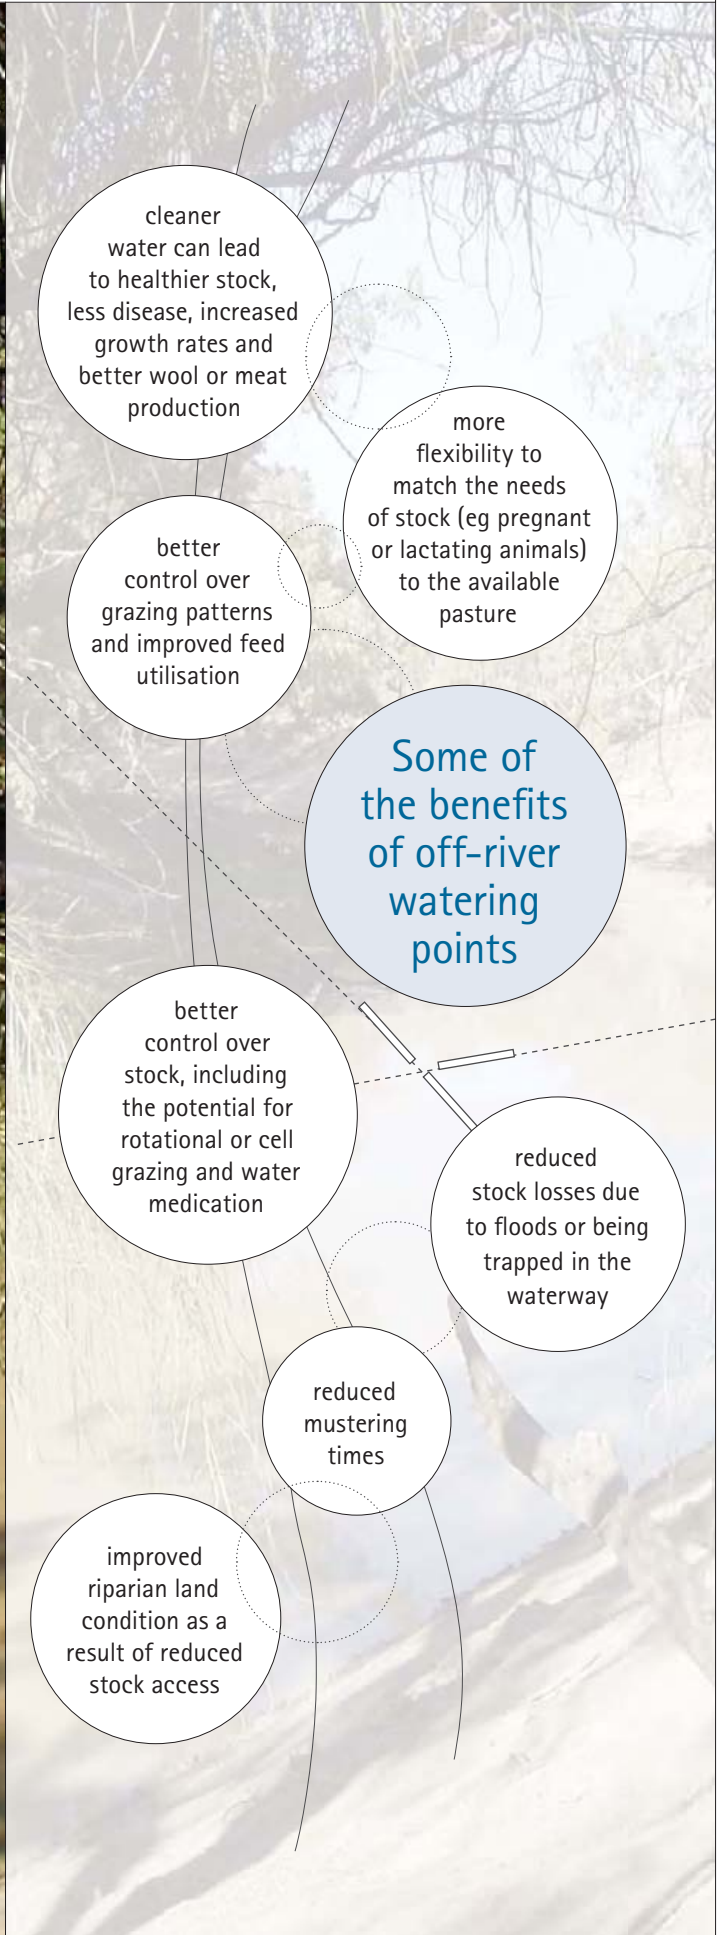 cleaner
water can lead
to healthier stock,
less disease, increased
growth rates and
better wool or meat
production
more
flexibility to
match the needs
of stock (eg pregnant
or lactating animals)
to the available
pasture
better
control over
grazing patterns
and improved feed
utilisation
Some of
the benefits
of off-river
watering
points
better
control over
stock, including
the potential for
rotational or cell
grazing and water
medication
reduced
stock losses due
to floods or being
trapped in the
waterway
reduced
mustering
times
improved
riparian land
condition as a
result of reduced
stock access